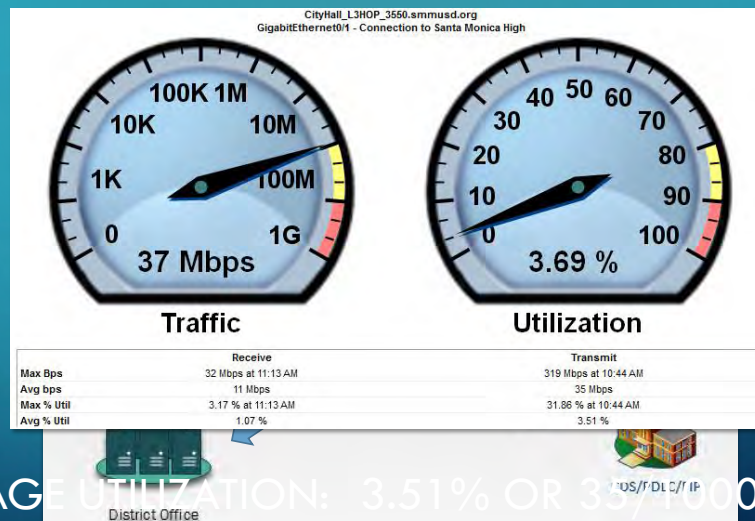 CityHall_L3HOP_3550.smmusd.org
GigabitEthernet0/1 - Connection to Santa Monica High
0 1K 10K 100K 1M 10M 100M 1G
37 Mbps
Traffic
0 10 20 30 40 50 60 70 80 90 100
3.69 %
Utilization
Receive Transmit
Max Bps 32 Mbps at 11:13 AM 319 Mbps at 10:44 AM
Avg bps 11 Mbps 35 Mbps
Max % Util 3.17 % at 11:13 AM 31.86 % at 10:44 AM
Avg % Util 1.07 % 3.51 %
UTILIZATION: 3.51% OR
District Office